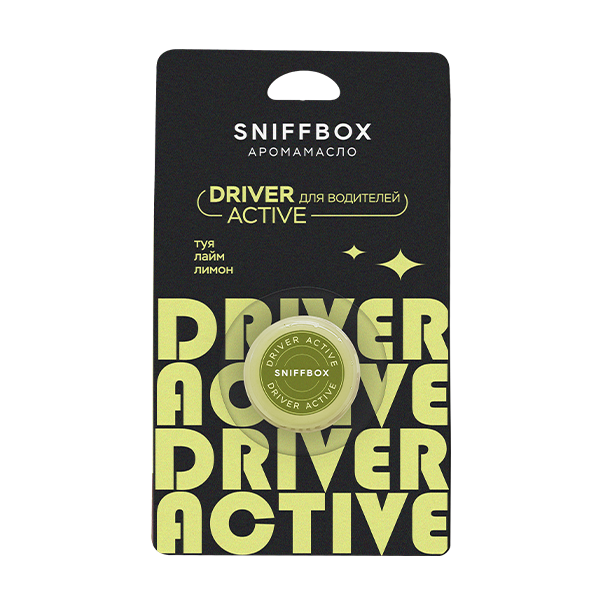 SNIFFBOX
АРОМАМАСЛО
DRIVER ДЛЯ ВОДИТЕЛЕЙ
ACTIVE
туя
лайм
лимон
DRIVER
ACTIVE
DRIVER
ACTIVE
DRIVER ACTIVE
SNIFFBOX
DRIVER ACTIVE